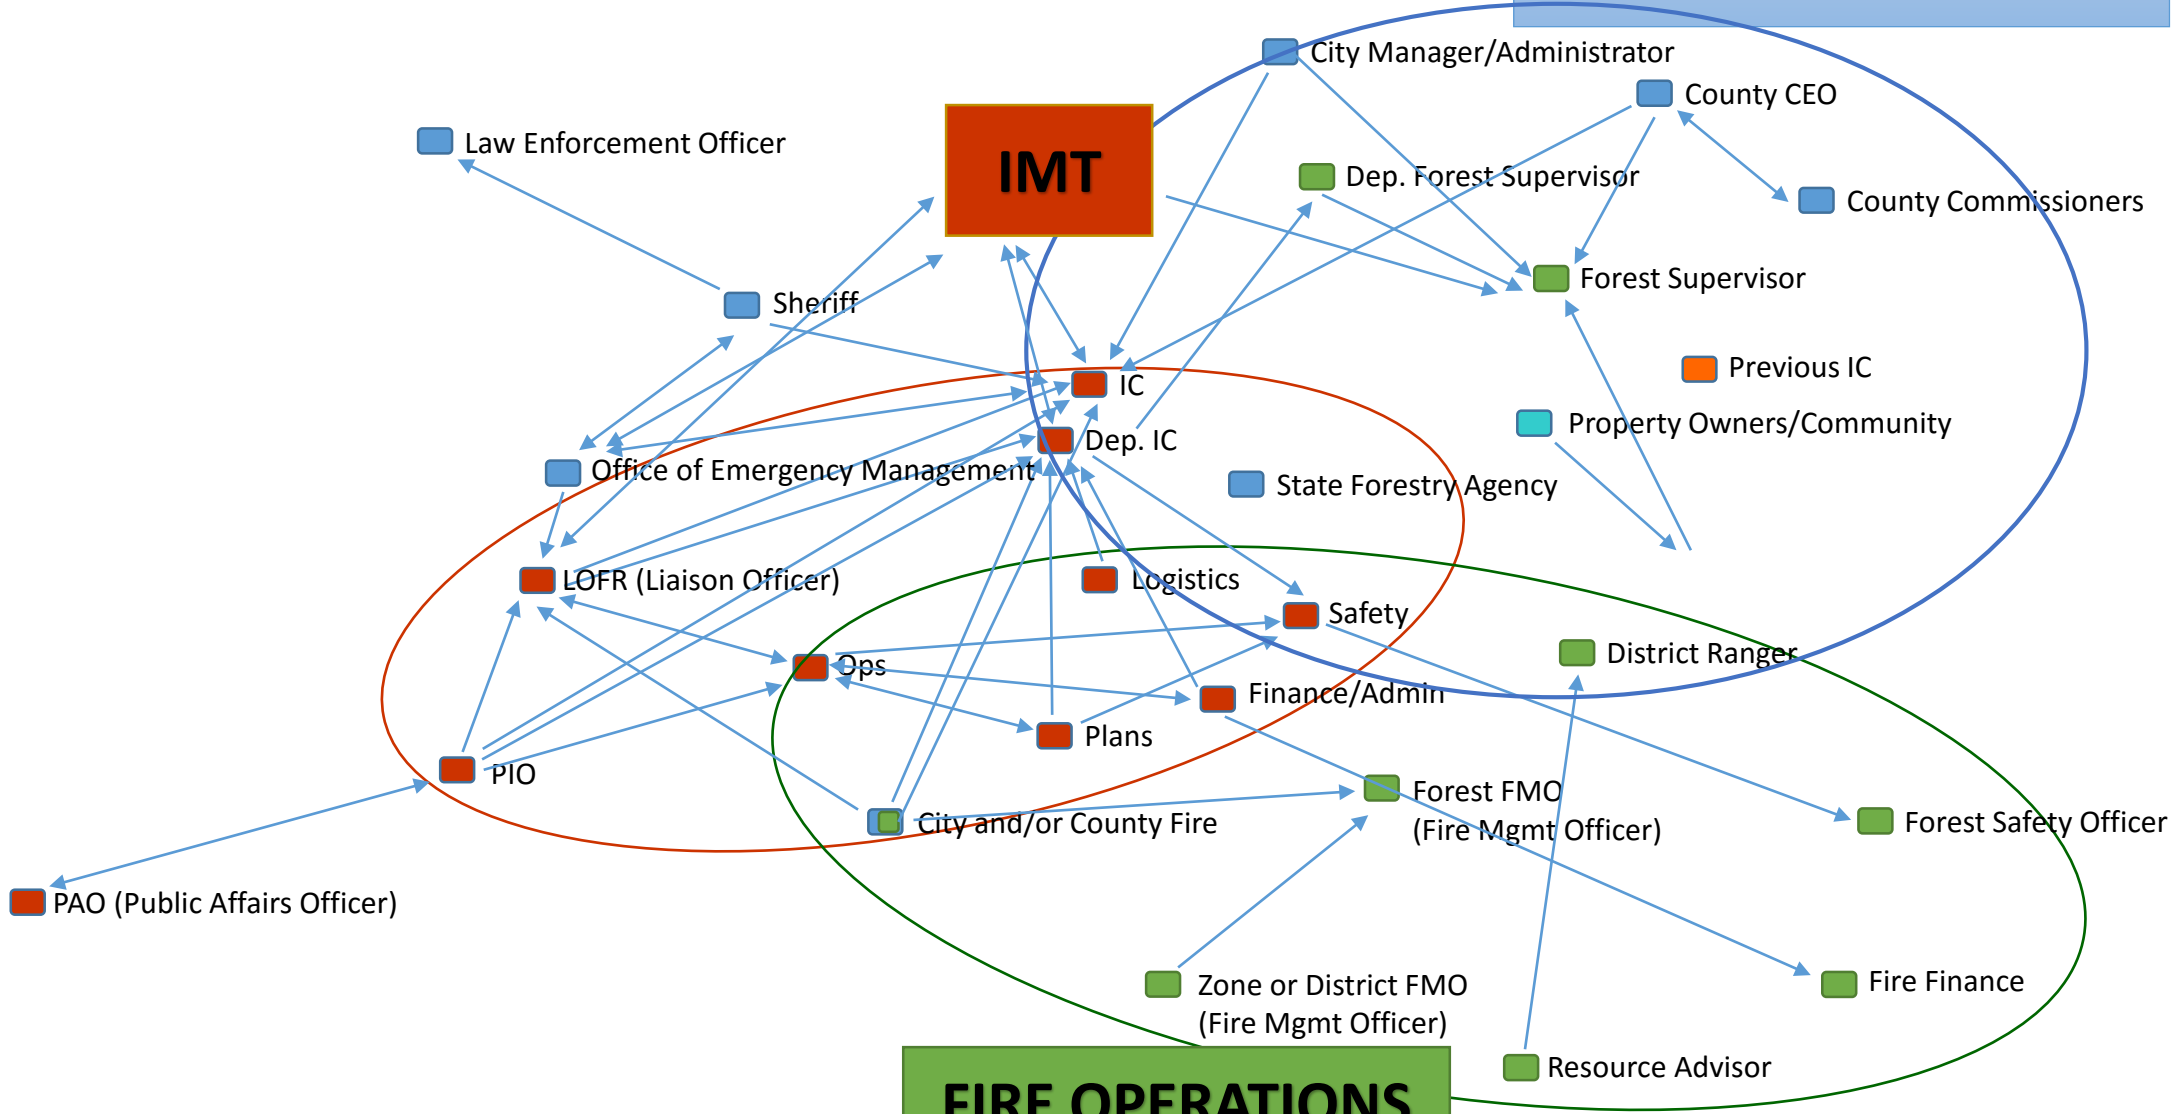 City Manager/Administrator
County CEO
Law Enforcement Officer
IMT
Dep. Forest Supervisor
County Commissioners
Forest Supervisor
Sheriff
Previous IC
IC
Property Owners/Community
Dep. IC
Office of Emergency Management
State Forestry Agency
LOFR (Liaison Officer)
Logistics
Safety
District Ranger
Ops
Finance/Admin
Plans
PIO
Forest FMO
(Fire Mgmt Officer)
City and/or County Fire
Forest Safety Officer
PAO (Public Affairs Officer)
Zone or District FMO
(Fire Mgmt Officer)
Fire Finance
Resource Advisor
FIRE OPERATIONS